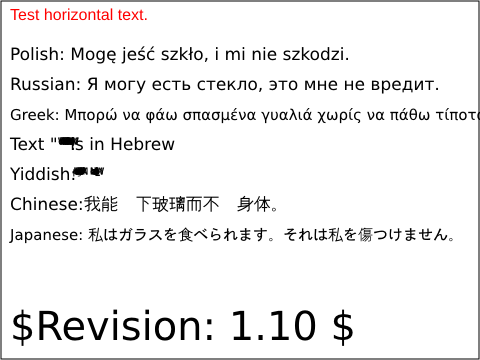 Test horizontal text.
Polish: Mogę jeść szkło, i mi nie szkodzi.
Russian: Я могу есть стекло, это мне не вредит.
Greek: Μπορώ να φάω σπασμένα γυαλιά χωρίς να πάθω τίποτα
Text " is in Hebrew
Yiddish:
Chinese:我能 下玻璃而不 身体。
Japanese: 私はガラスを食べられます。それは私を傷つけません。
$Revision: 1.10 $